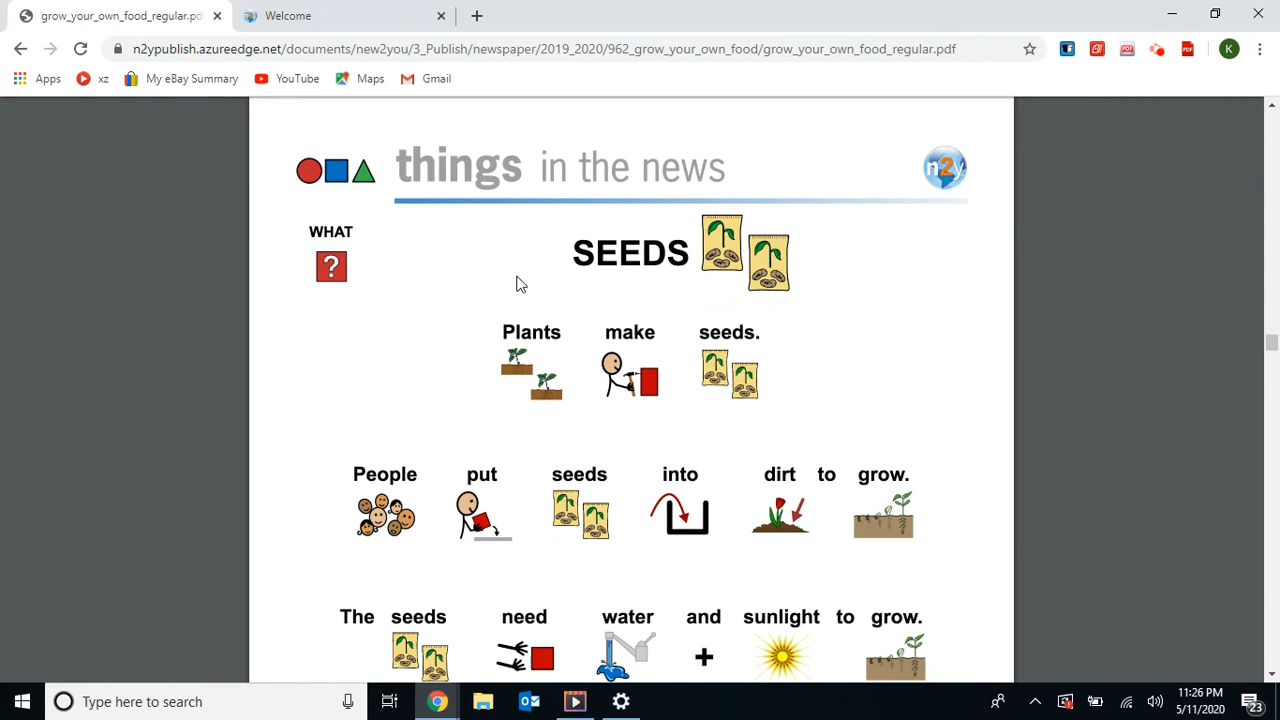 grow_your_own_food_regular.pd
Welcome
n2ypublish.azureedge.net/documents/new2you/3_Publish/newspaper/2019_2020/962_grow_your_own_food/grow_your_own_food_regular.pdf
K
Apps xz My eBay Summary YouTube Maps Gmail
things in the news
n2y
WHAT
?
SEEDS
Plants make seeds.
People put seeds into dirt to grow.
The seeds need water and sunlight to grow.
+
Type here to search
11:26 PM
5/11/2020
23